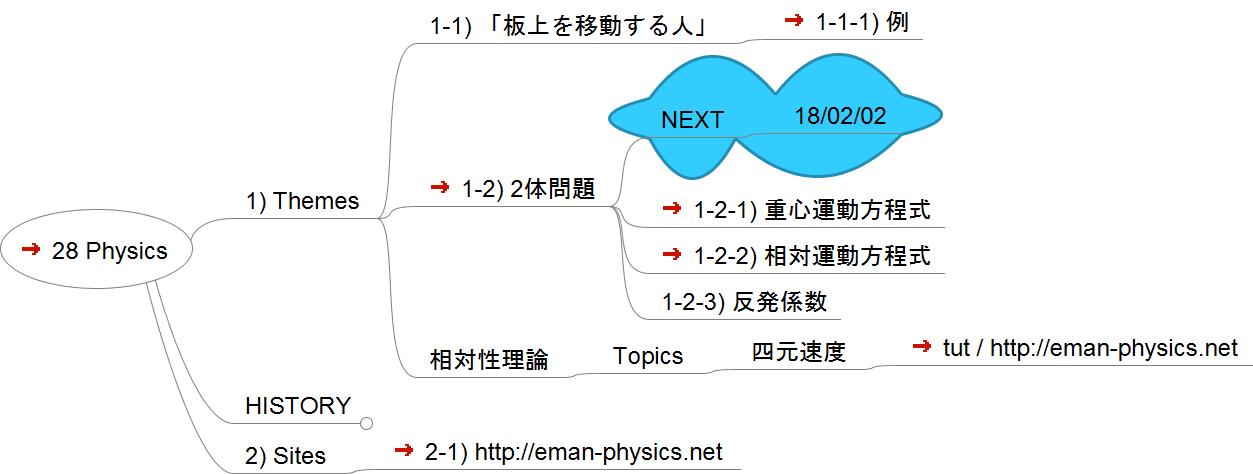 28 Physics
1) Themes
1-1) 「板上を移動する人」
1-1-1) 例
1-2) 2体問題
NEXT
18/02/02
1-2-1) 重心運動方程式
1-2-2) 相対運動方程式
1-2-3) 反発係数
相対性理論
Topics
四元速度
tut / http://eman-physics.net
HISTORY
2) Sites
2-1) http://eman-physics.net